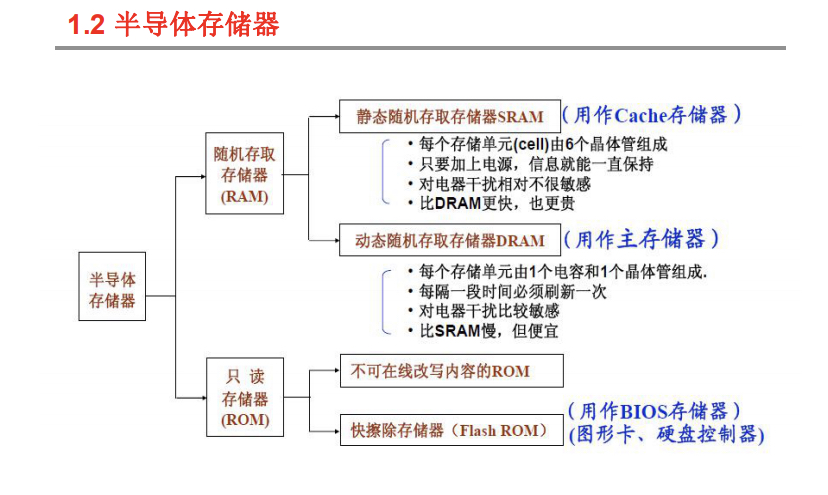 1.2 半导体存储器
半导体
存储器
随机存取
存储器
(RAM)
静态随机存取存储器SRAM
（用作Cache存储器）
・每个存储单元(cell)由6个晶体管组成
・只要加上电源，信息就能一直保持
・对电器干扰相对不很敏感
・比DRAM更快，也更贵
动态随机存取存储器DRAM
（用作主存储器）
・每个存储单元由1个电容和1个晶体管组成.
・每隔一段时间必须刷新一次
・对电器干扰比较敏感
・比SRAM慢，但便宜
只 读
存储器
(ROM)
不可在线改写内容的ROM
快擦除存储器（Flash ROM）
（用作BIOS存储器）
(图形卡、硬盘控制器)